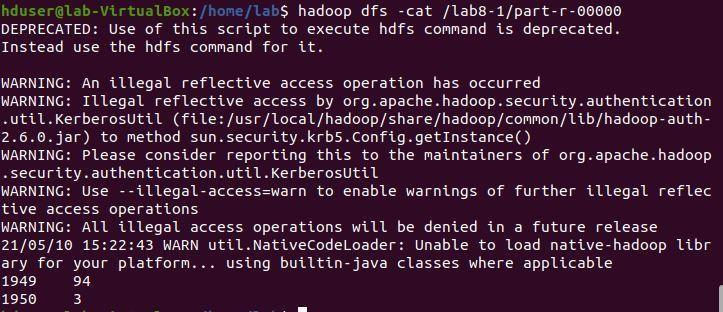 hduser@lab-VirtualBox:/home/lab$ hadoop dfs -cat /lab8-1/part-r-00000
DEPRECATED: Use of this script to execute hdfs command is deprecated.
Instead use the hdfs command for it.

WARNING: An illegal reflective access operation has occurred
WARNING: Illegal reflective access by org.apache.hadoop.security.authentication
.util.KerberosUtil (file:/usr/local/hadoop/share/hadoop/common/lib/hadoop-auth-
2.6.0.jar) to method sun.security.krb5.Config.getInstance()
WARNING: Please consider reporting this to the maintainers of org.apache.hadoop
.security.authentication.util.KerberosUtil
WARNING: Use --illegal-access=warn to enable warnings of further illegal reflec
tive access operations
WARNING: All illegal access operations will be denied in a future release
21/05/10 15:22:43 WARN util.NativeCodeLoader: Unable to load native-hadoop libr
ary for your platform... using builtin-java classes where applicable
1949	94
1950	3